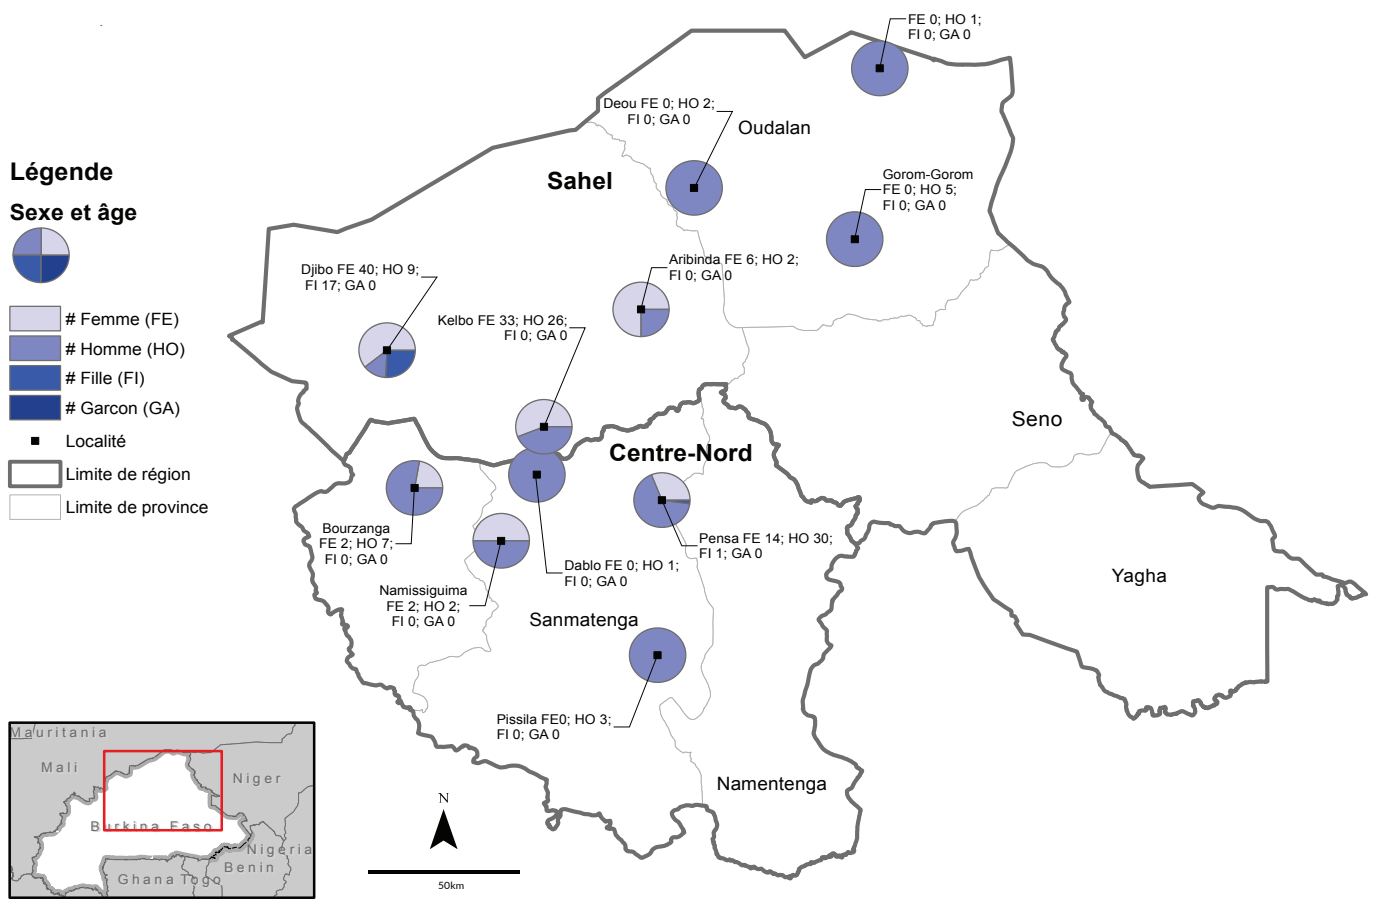 FE 0; HO 1;
FI 0; GA 0
Deou FE 0; HO 2;
FI 0; GA 0
Oudalan
Légende
Sahel
Gorom-Gorom
FE 0; HO 5;
FI 0; GA 0
Sexe et âge
Aribinda FE 6; HO 2;
FI 0; GA 0
Djibo FE 40; HO 9;
FI 17; GA 0
Kelbo FE 33; HO 26;
FI 0; GA 0
# Femme (FE)
# Homme (HO)
# Fille (FI)
# Garcon (GA)
Localité
Limite de région
Limite de province
Seno
Centre-Nord
Bourzanga
FE 2; HO 7;
FI 0; GA 0
Pensa FE 14; HO 30;
FI 1; GA 0
Dablo FE 0; HO 1;
FI 0; GA 0
Yagha
Namissiguima
FE 2; HO 2;
FI 0; GA 0
Sanmatenga
Pissila FE0; HO 3;
FI 0; GA 0
Namentenga
Mauritania
Mali
Niger
Burkina Faso
Nigeria
Benin
Ghana
Togo
N
50km